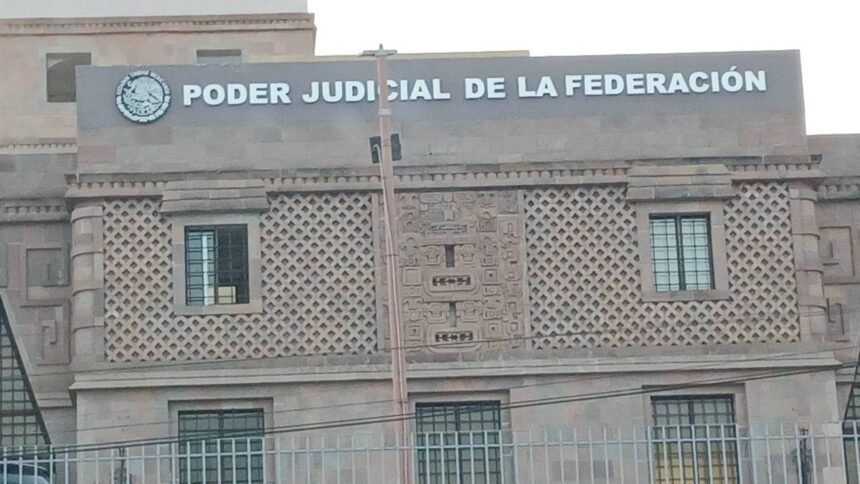 PODER JUDICIAL DE LA FEDERACIÓN